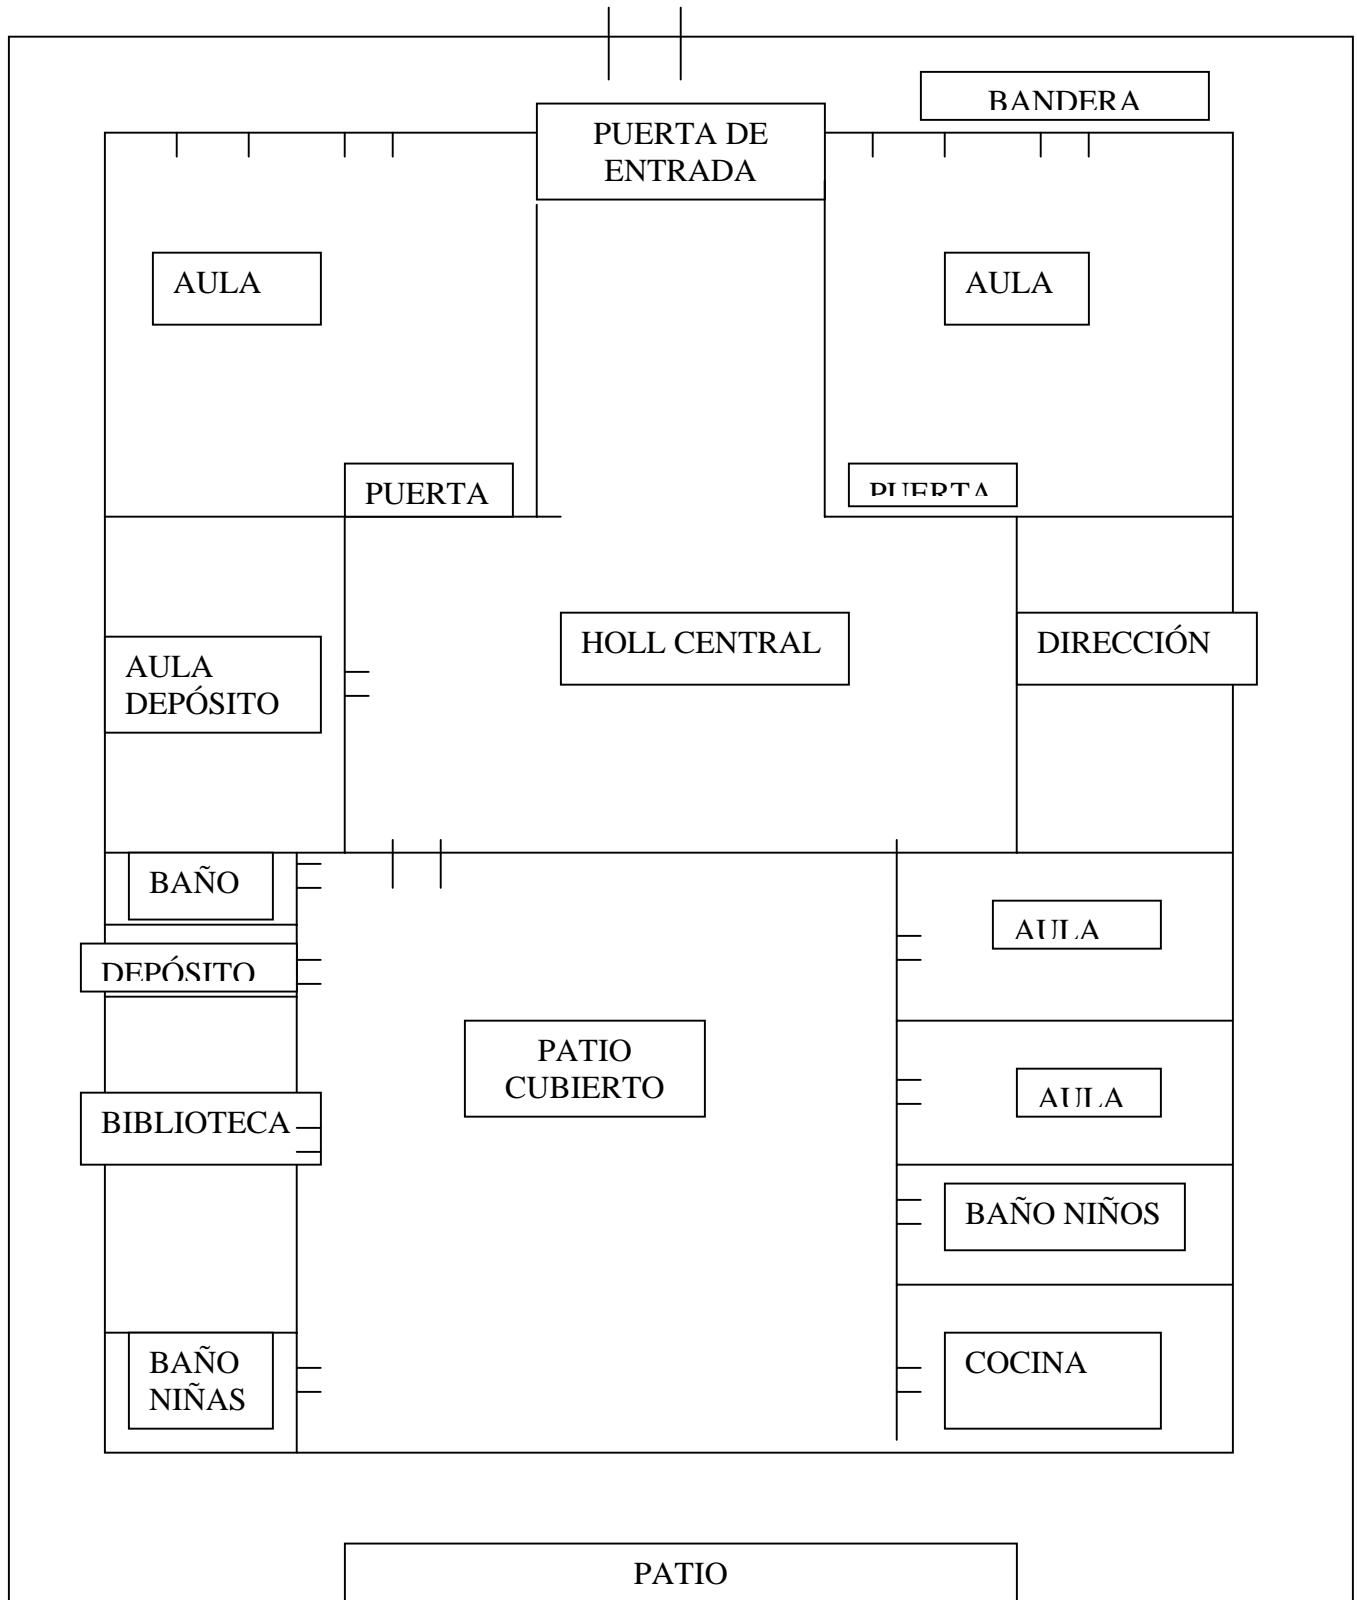 BANDERA
PUERTA DE
ENTRADA
AULA
AULA
PUERTA
PUERTA
HOLL CENTRAL
DIRECCIÓN
AULA
DEPÓSITO
BAÑO
AULA
DEPÓSITO
PATIO
CUBIERTO
AULA
BIBLIOTECA
BAÑO NIÑOS
BAÑO
NIÑAS
COCINA
PATIO